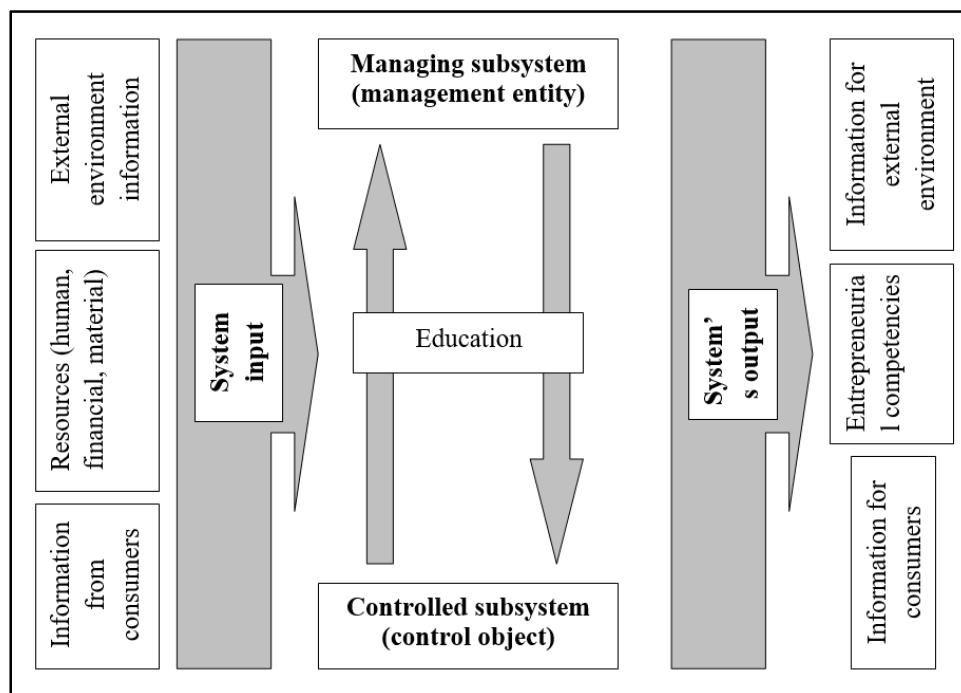 External
environment
information
Resources (human,
financial, material)
Information
from
consumers
System
input
Managing subsystem
(management entity)
Education
Controlled subsystem
(control object)
System’
s output
Information for
external
environment
Entrepreneuria
l competencies
Information for
consumers